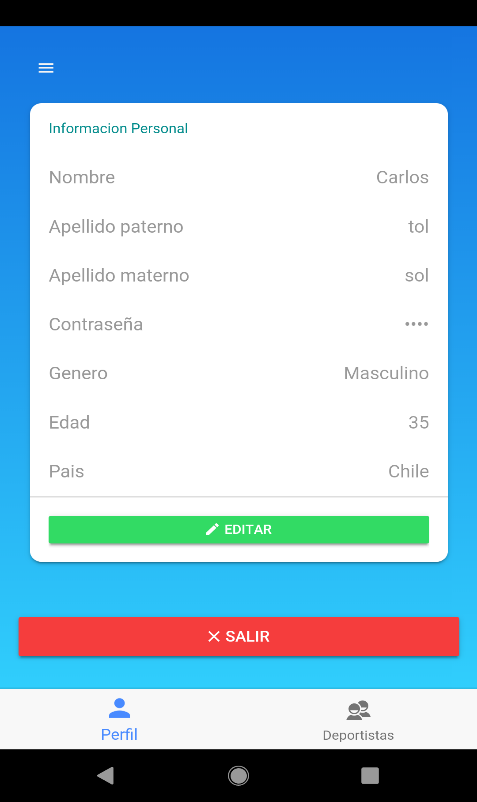 Informacion Personal
Nombre Carlos
Apellido paterno tol
Apellido materno sol
Contraseña ••••
Genero Masculino
Edad 35
Pais Chile
EDITAR
SALIR
Perfil Deportistas